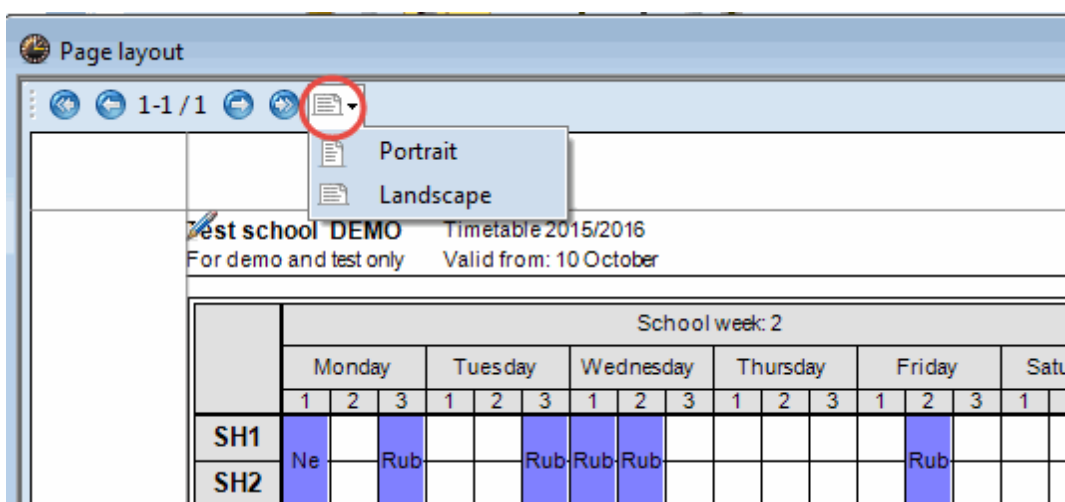 Page layout
1-1 / 1
Portrait
Landscape
Test school DEMO Timetable 2015/2016
For demo and test only Valid from: 10 October
School week: 2
Monday Tuesday Wednesday Thursday Friday Satu
1 2 3 1 2 3 1 2 3 1 2 3 1 2 3 1
SH1
Ne Rub Rub Rub Rub Rub
SH2